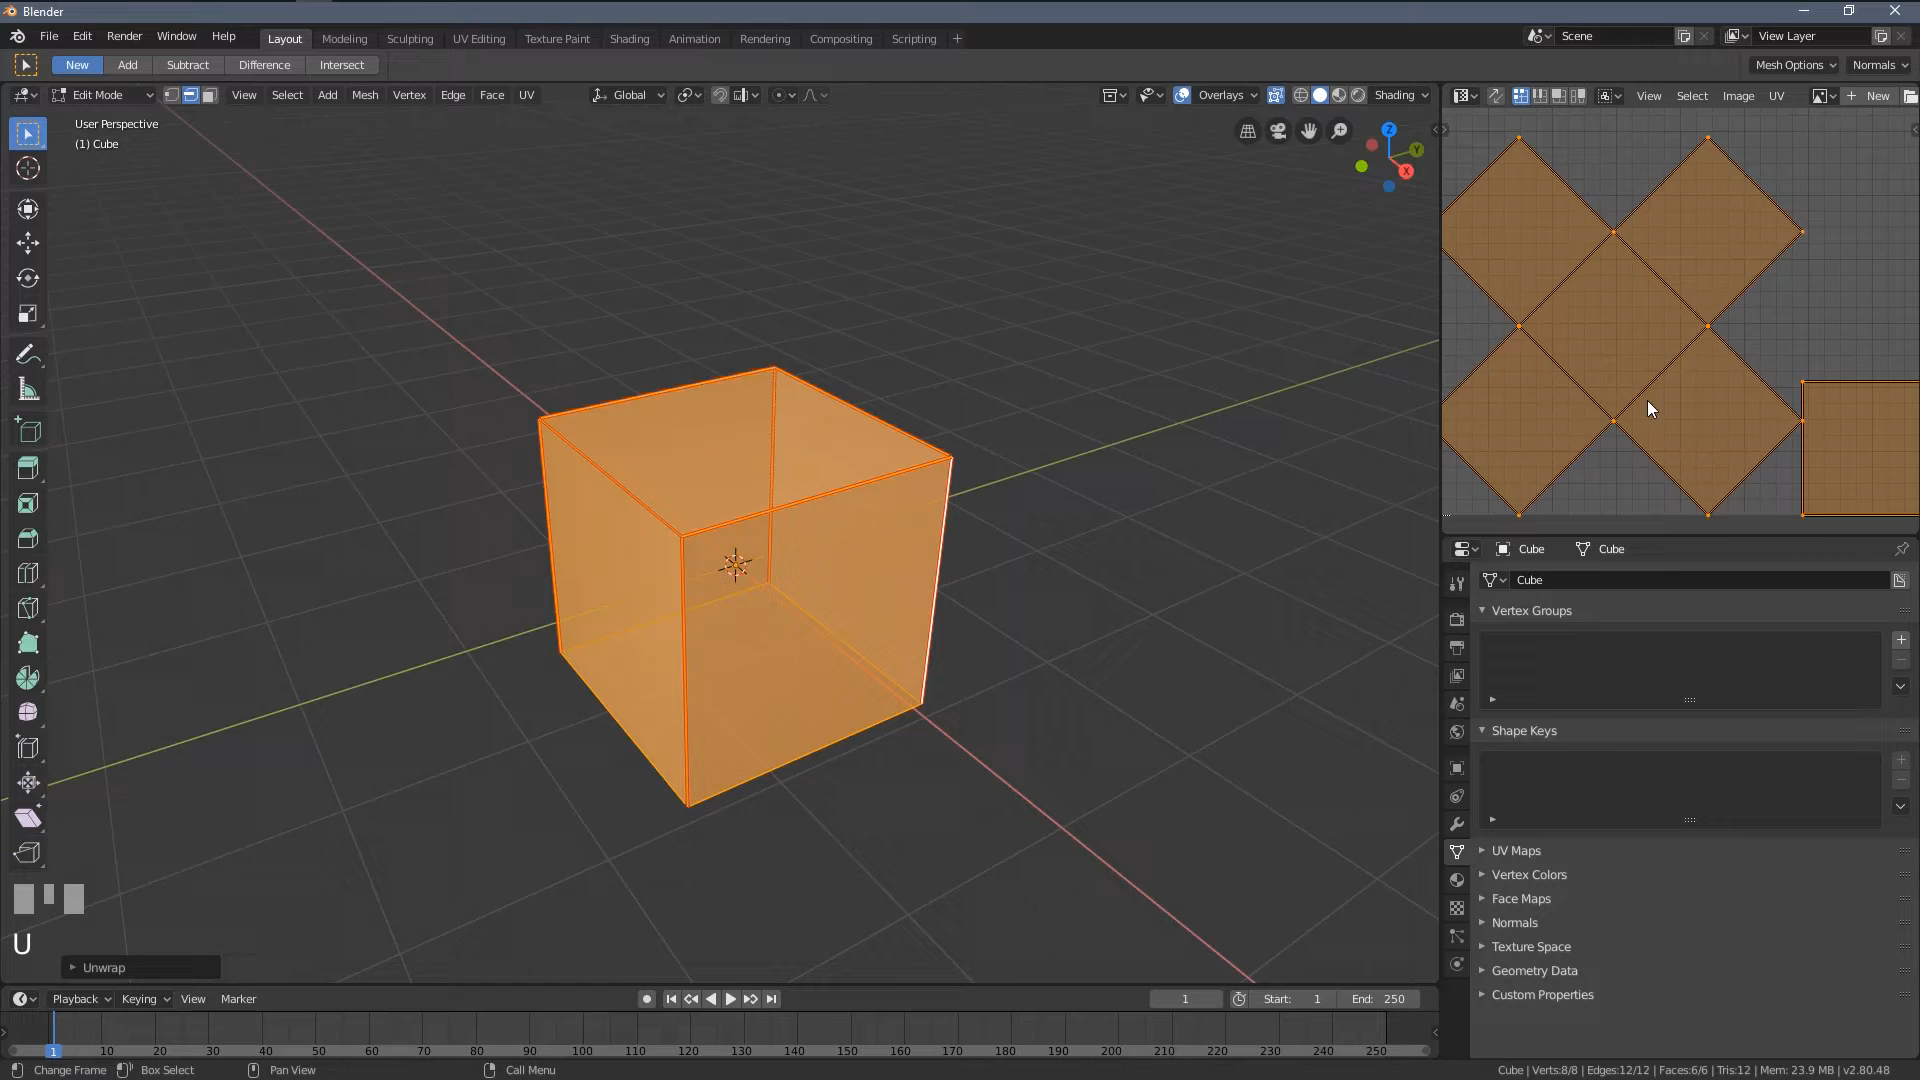 Blender
File Edit Render Window Help Layout Modeling Sculpting UV Editing Texture Paint Shading Animation Rendering Compositing Scripting + Scene View Layer
New Add Subtract Difference Intersect Mesh Options Normals
Edit Mode View Select Add Mesh Vertex Edge Face UV Global Overlays Shading View Select Image UV + New
User Perspective
(1) Cube
Z
Y
X
Cube Cube
Cube
Vertex Groups
Shape Keys
UV Maps
Vertex Colors
Face Maps
Normals
Texture Space
Geometry Data
Custom Properties
U
Unwrap
Playback Keying View Marker 1 Start: 1 End: 250
1 10 20 30 40 50 60 70 80 90 100 110 120 130 140 150 160 170 180 190 200 210 220 230 240 250
Change Frame Box Select Pan View Call Menu Cube | Verts:8/8 | Edges:12/12 | Faces:6/6 | Tris:12 | Mem: 23.9 MB | v2.80.48